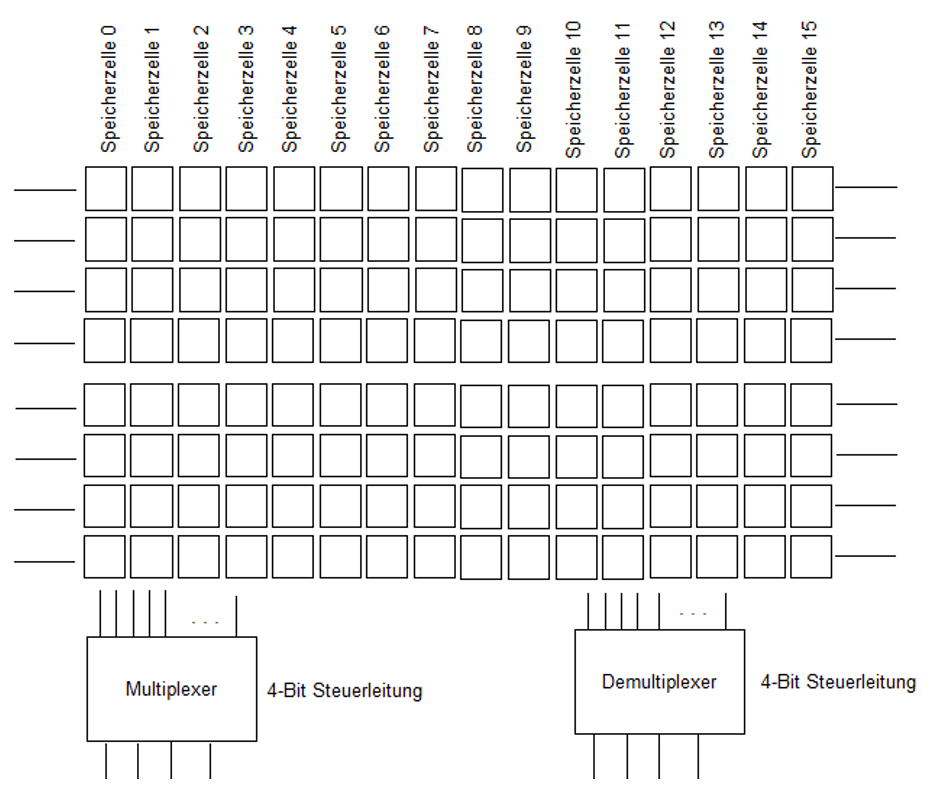 Speicherzelle 0
Speicherzelle 1
Speicherzelle 2
Speicherzelle 3
Speicherzelle 4
Speicherzelle 5
Speicherzelle 6
Speicherzelle 7
Speicherzelle 8
Speicherzelle 9
Speicherzelle 10
Speicherzelle 11
Speicherzelle 12
Speicherzelle 13
Speicherzelle 14
Speicherzelle 15
. . .
. . .
Multiplexer
4-Bit Steuerleitung
Demultiplexer
4-Bit Steuerleitung